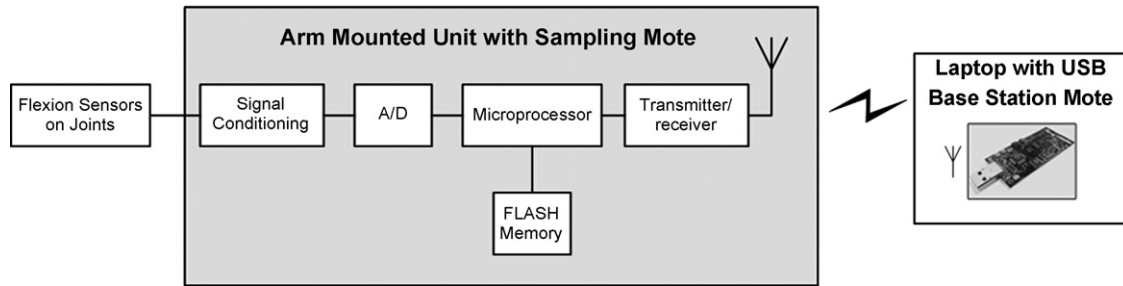 Arm Mounted Unit with Sampling Mote
Flexion Sensors
on Joints
Signal
Conditioning
A/D
Microprocessor
Transmitter/
receiver
FLASH
Memory
Laptop with USB
Base Station Mote